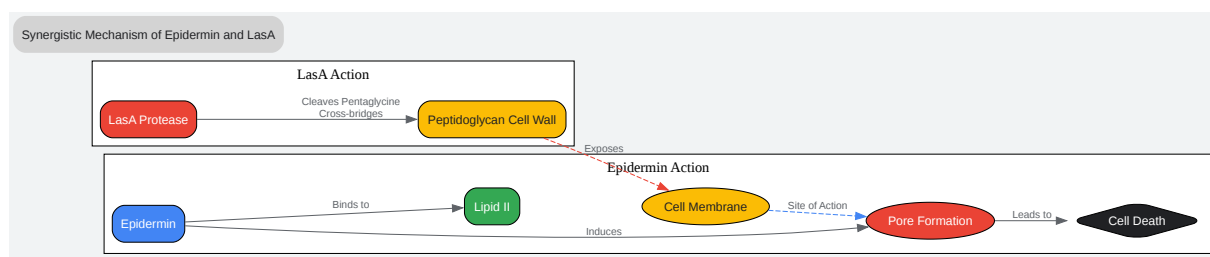 Synergistic Mechanism of Epidermin and LasA
LasA Action
LasA Protease
Cleaves Pentaglycine
Cross-bridges
Peptidoglycan Cell Wall
Exposes
Epidermin Action
Epidermin
Binds to
Lipid II
Induces
Cell Membrane
Site of Action
Pore Formation
Leads to
Cell Death